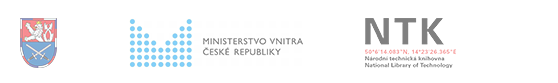 MINISTERSTVO VNITRA
ČESKÉ REPUBLIKY
NTK
50°6'14.083"N, 14°23'26.365"E
Národní technická knihovna
National Library of Technology